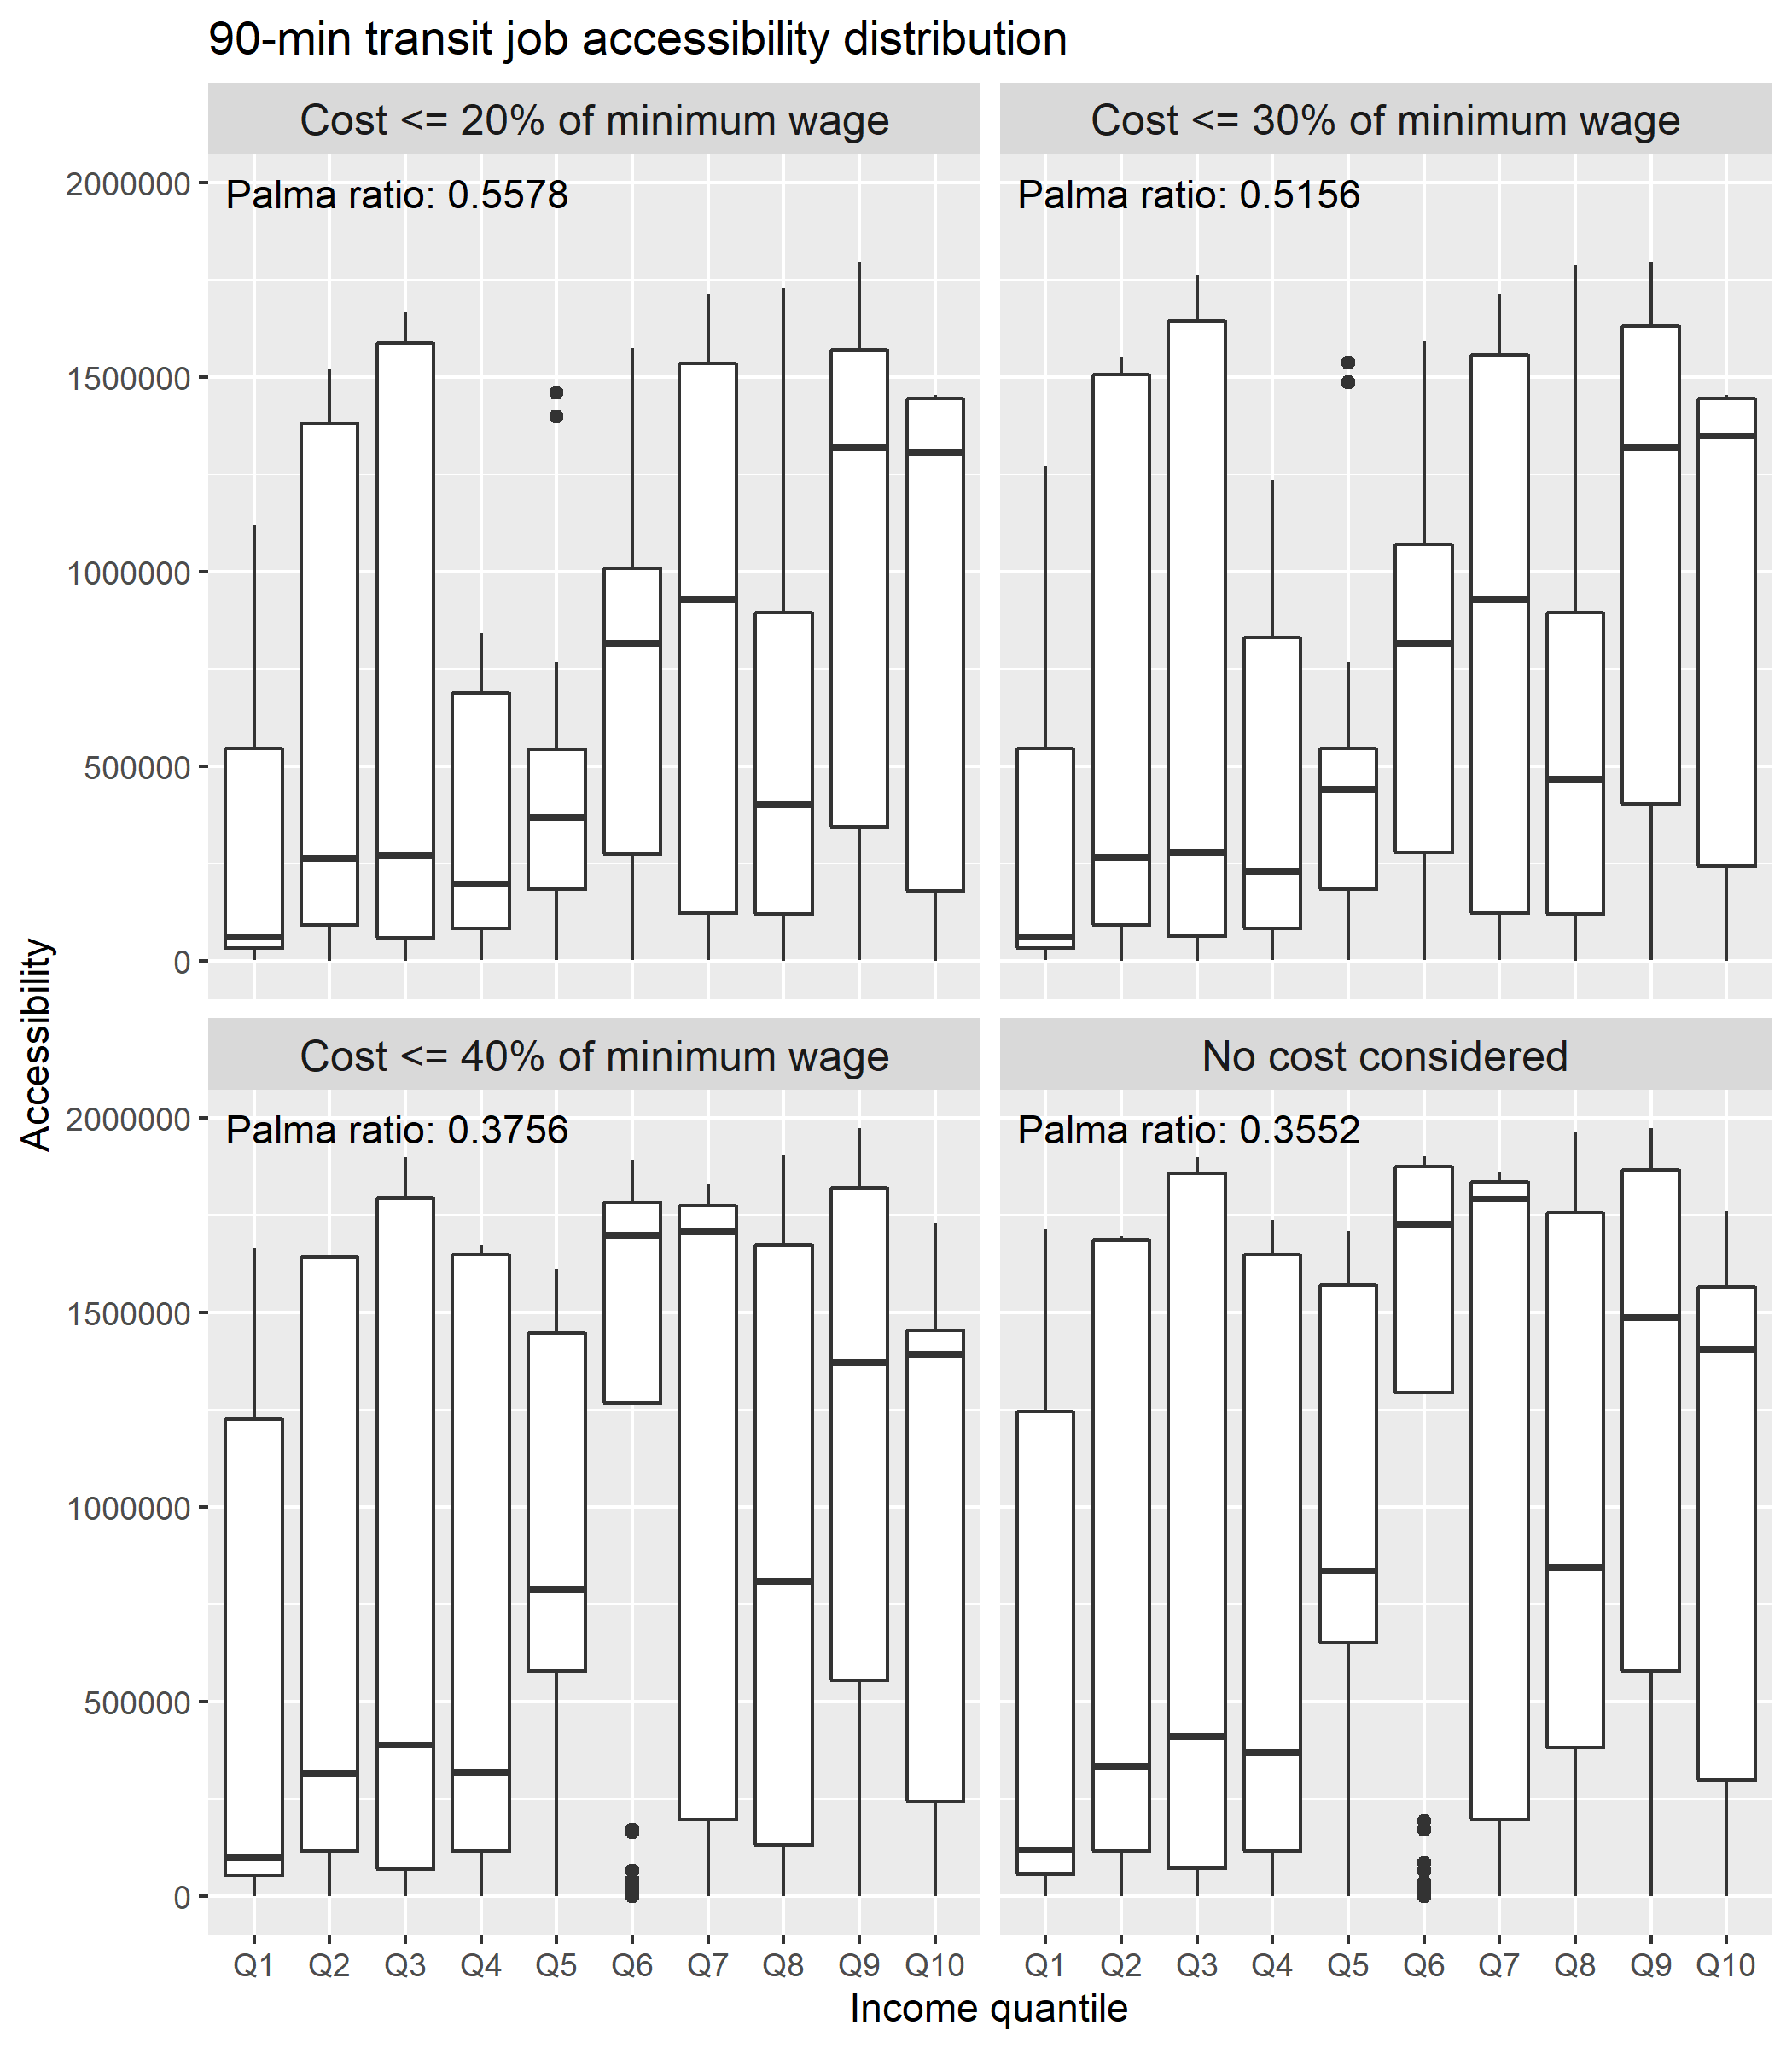 90-min transit job accessibility distribution
Cost <= 20% of minimum wage
Cost <= 30% of minimum wage
Palma ratio: 0.5578
Palma ratio: 0.5156
2000000
1500000
1000000
500000
0
Cost <= 40% of minimum wage
No cost considered
Palma ratio: 0.3756
Palma ratio: 0.3552
2000000
1500000
1000000
500000
0
Accessibility
Q1 Q2 Q3 Q4 Q5 Q6 Q7 Q8 Q9 Q10
Q1 Q2 Q3 Q4 Q5 Q6 Q7 Q8 Q9 Q10
Income quantile